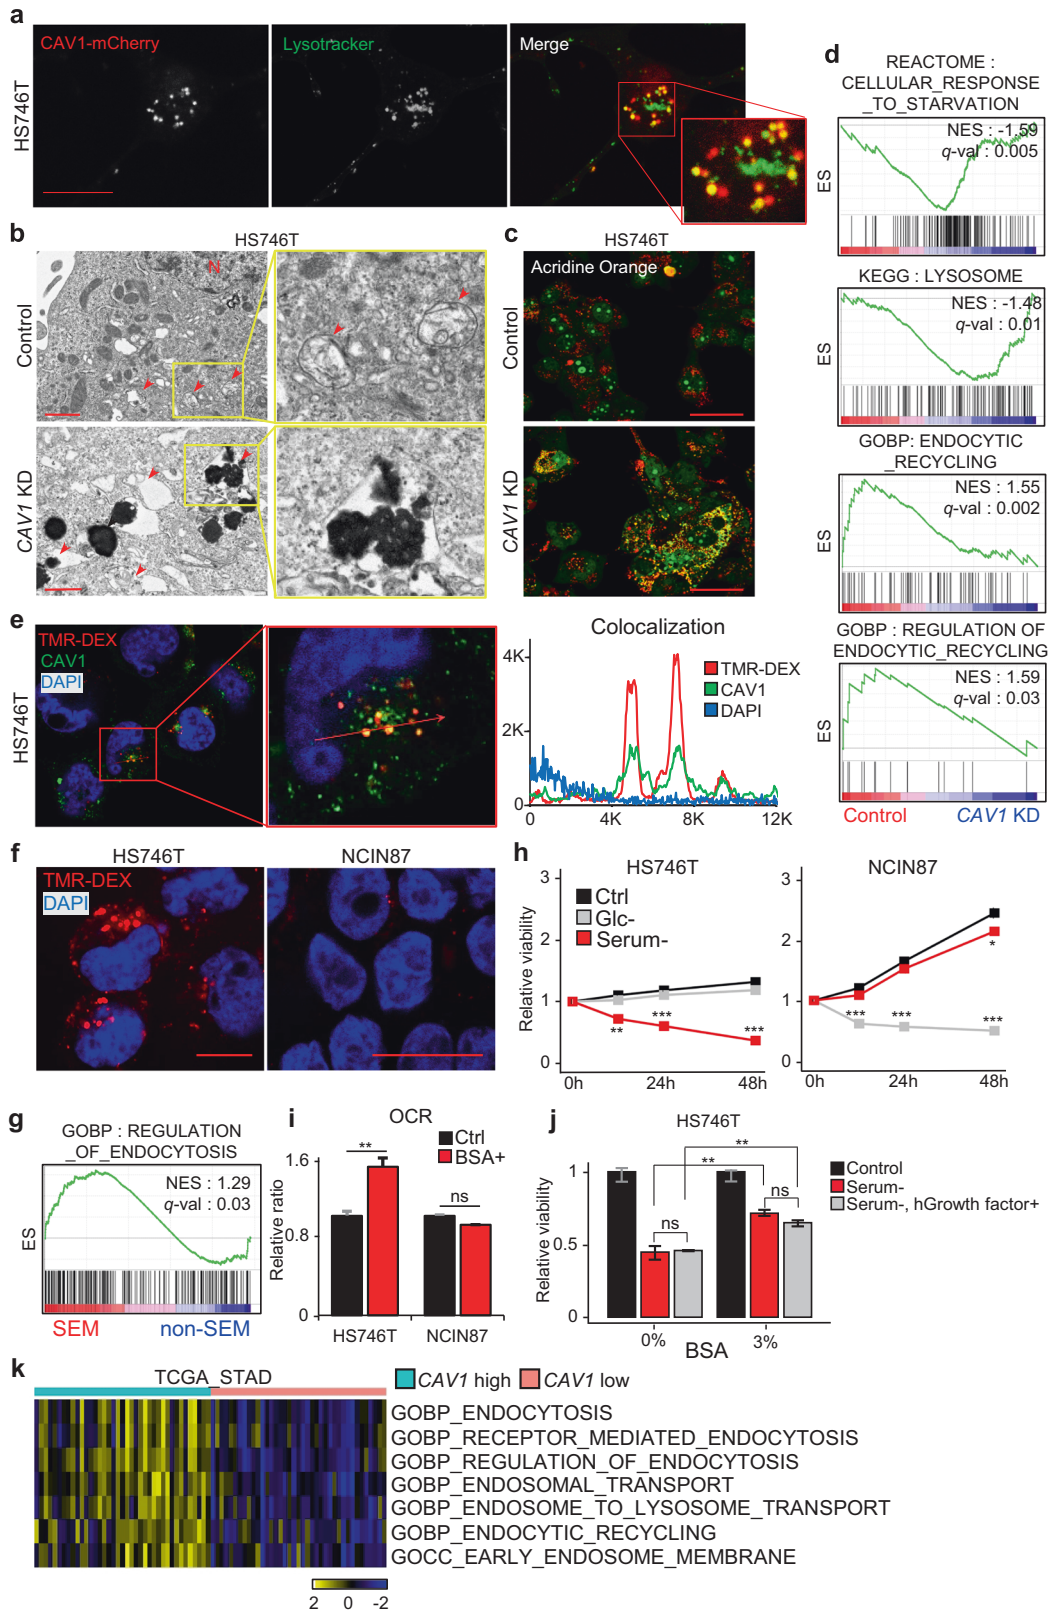 a
CAV1-mCherry
Lysotracker
Merge
HS746T
b
HS746T
N
Control
CAV1 KD
c
HS746T
Acridine Orange
Control
CAV1 KD
d
REACTOME :
CELLULAR_RESPONSE
_TO_STARVATION
NES : -1.59
q-val : 0.005
ES
KEGG : LYSOSOME
NES : -1.48
q-val : 0.01
ES
GOBP: ENDOCYTIC
_RECYCLING
NES : 1.55
q-val : 0.002
ES
GOBP : REGULATION OF
ENDOCYTIC_RECYCLING
NES : 1.59
q-val : 0.03
ES
Control
CAV1 KD
e
TMR-DEX
CAV1
DAPI
HS746T
Colocalization
4K
2K
0
TMR-DEX
CAV1
DAPI
0 4K 8K 12K
f
HS746T
NCIN87
TMR-DEX
DAPI
g
GOBP : REGULATION
_OF_ENDOCYTOSIS
NES : 1.29
q-val : 0.03
ES
SEM
non-SEM
h
HS746T
Relative viability
3
2
1
0
Ctrl
Glc-
Serum-
**
***
***
0h 24h 48h
NCIN87
3
2
1
0
*
***
***
***
0h 24h 48h
i
OCR
Ctrl
BSA+
Relative ratio
1.6
0.8
0
**
ns
HS746T NCIN87
j
HS746T
Relative viability
1
0.5
0
**
**
ns
ns
Control
Serum-
Serum-, hGrowth factor+
0% 3%
BSA
k
TCGA_STAD
CAV1 high
CAV1 low
GOBP_ENDOCYTOSIS
GOBP_RECEPTOR_MEDIATED_ENDOCYTOSIS
GOBP_REGULATION_OF_ENDOCYTOSIS
GOBP_ENDOSOMAL_TRANSPORT
GOBP_ENDOSOME_TO_LYSOSOME_TRANSPORT
GOBP_ENDOCYTIC_RECYCLING
GOCC_EARLY_ENDOSOME_MEMBRANE
2 0 -2